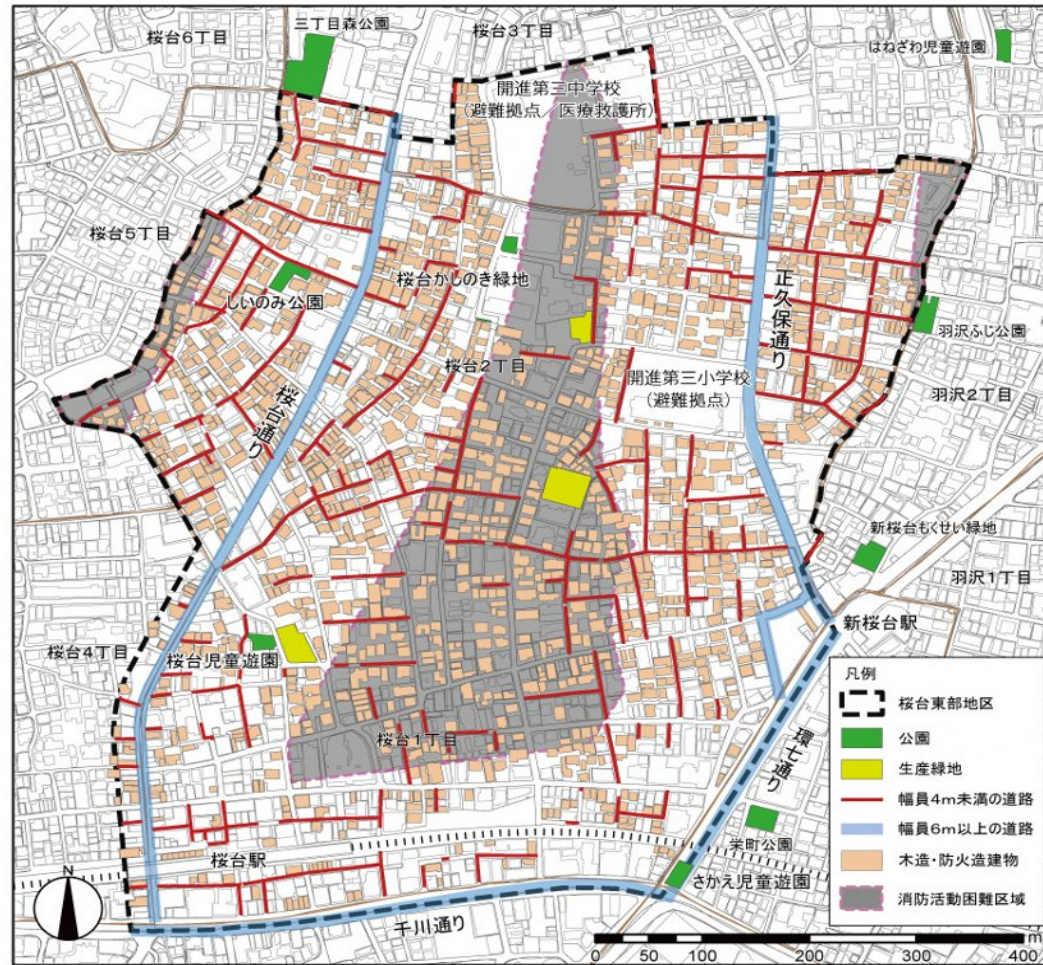 三丁目森公園
桜台3丁目
桜台6丁目
はねざわ児童遊園
開進第三中学校
(避難拠点／医療救護所)
桜台5丁目
桜台かしのき緑地
しいのみ公園
正久保通り
羽沢ふじ公園
桜台2丁目
開進第三小学校
(避難拠点)
羽沢2丁目
桜台通り
新桜台もくせい緑地
羽沢1丁目
新桜台駅
桜台4丁目
桜台児童遊園
桜台1丁目
環七通り
栄町公園
桜台駅
さかえ児童遊園
千川通り
凡例
桜台東部地区
公園
生産緑地
幅員4m未満の道路
幅員6m以上の道路
木造・防火造建物
消防活動困難区域
N
0 50 100 200 300 400 m